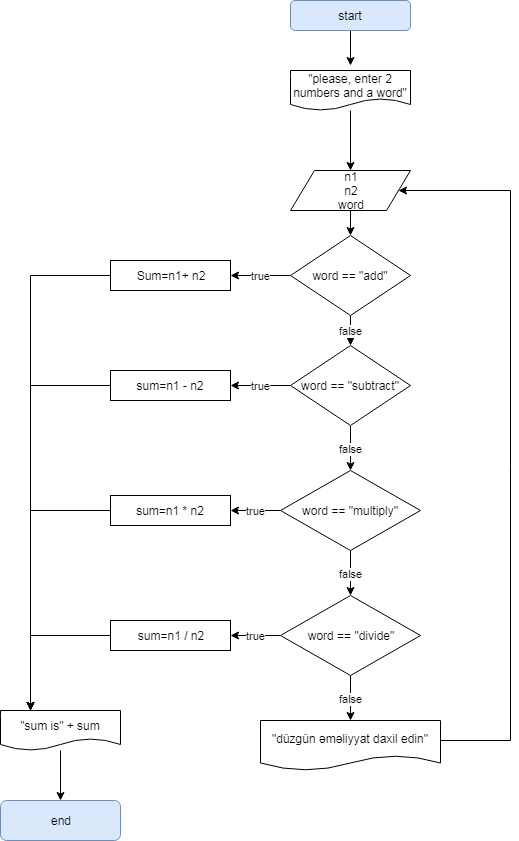 start
"please, enter 2
numbers and a word"
n1
n2
word
word == "add"
true
Sum=n1+ n2
false
word == "subtract"
true
sum=n1 - n2
false
word == "multiply"
true
sum=n1 * n2
false
word == "divide"
true
sum=n1 / n2
false
"düzgün əməliyyat daxil edin"
"sum is" + sum
end